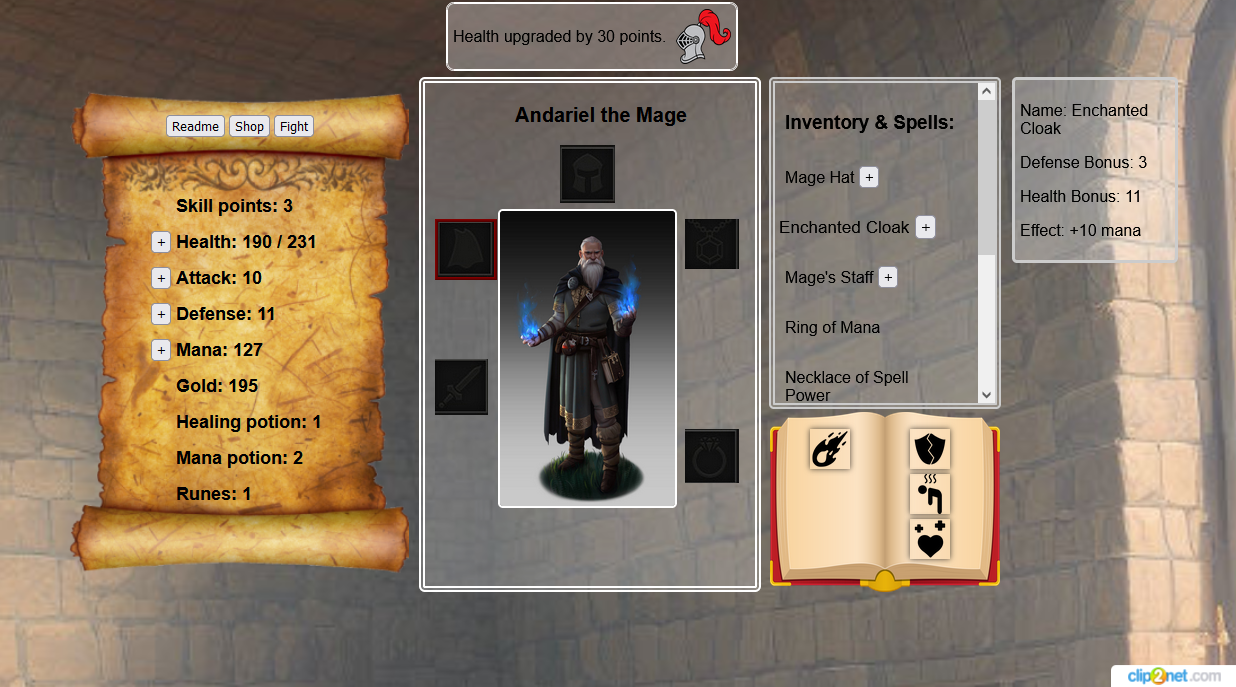 Health upgraded by 30 points.
Readme
Shop
Fight
Skill points: 3
+ Health: 190 / 231
+ Attack: 10
+ Defense: 11
+ Mana: 127
Gold: 195
Healing potion: 1
Mana potion: 2
Runes: 1
Andariel the Mage
Inventory & Spells:
Mage Hat +
Enchanted Cloak +
Mage's Staff +
Ring of Mana
Necklace of Spell
Power
Name: Enchanted
Cloak
Defense Bonus: 3
Health Bonus: 11
Effect: +10 mana
clip2net.com